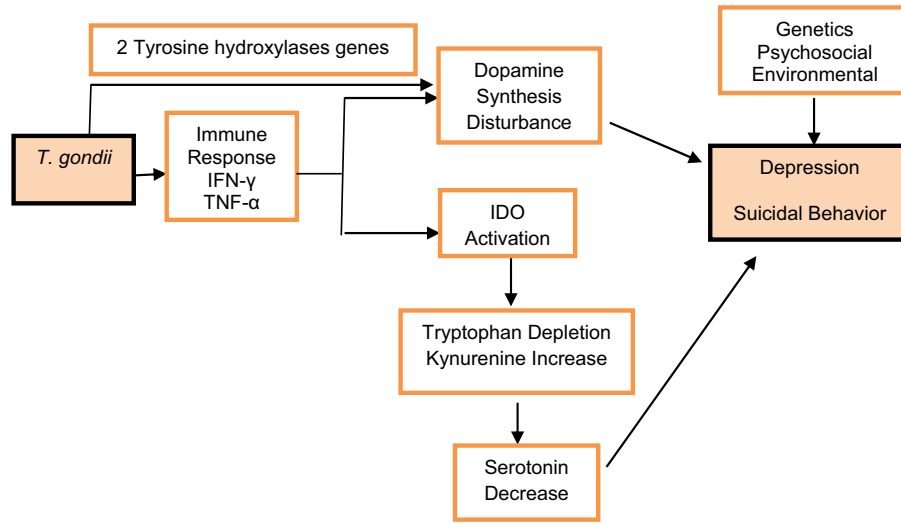 2 Tyrosine hydroxylases genes
Genetics
Psychosocial
Environmental
Dopamine
Synthesis
Disturbance
T. gondii
Immune
Response
IFN-γ
TNF-α
Depression
Suicidal Behavior
IDO
Activation
Tryptophan Depletion
Kynurenine Increase
Serotonin
Decrease